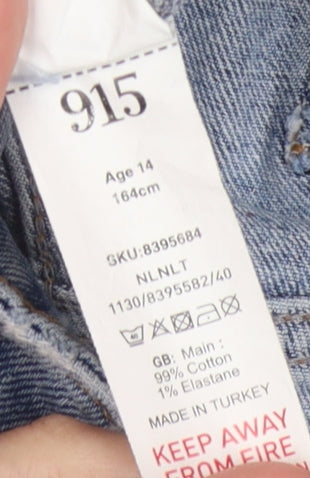 915
Age 14
164cm
SKU:8395684
NLNLT
1130/8395582/40
40
GB: Main :
99% Cotton
1% Elastane
MADE IN TURKEY
KEEP AWAY
FROM FIRE